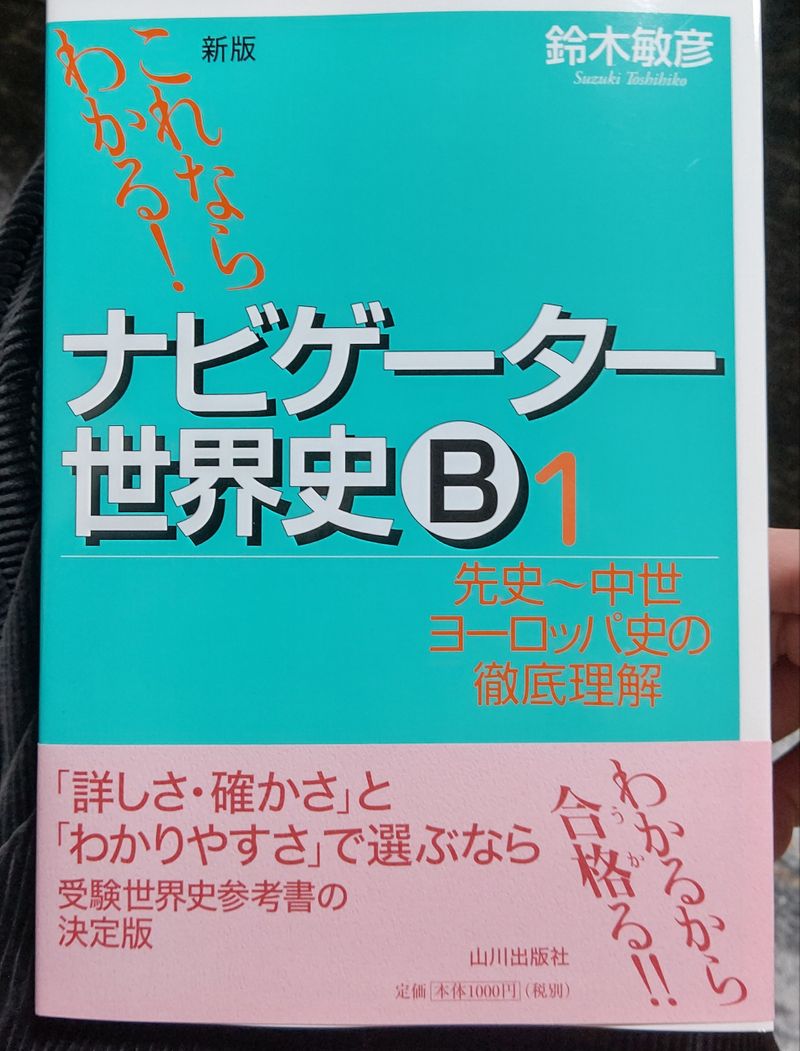 これなら
わかる！
新版
鈴木敏彦
Suzuki Toshihiko
ナビゲーター
世界史B1
先史～中世
ヨーロッパ史の
徹底理解
「詳しさ・確かさ」と
「わかりやすさ」で選ぶなら
受験世界史参考書の
決定版
わかるから
合格る!!
うか
山川出版社
定価 本体1000円（税別）